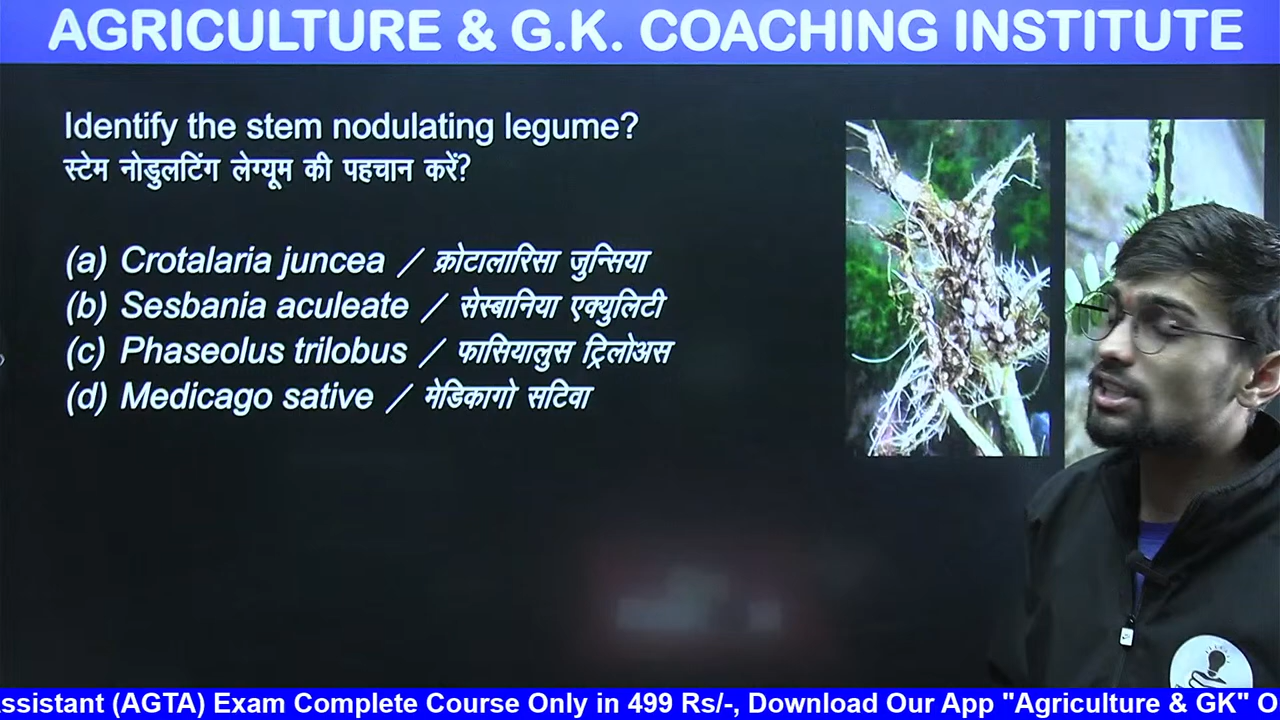 AGRICULTURE & G.K. COACHING INSTITUTE
Identify the stem nodulating legume?
स्टेम नोडुलटिंग लेग्यूम की पहचान करें?
(a) Crotalaria juncea / क्रोटालारिसा जुन्सिया
(b) Sesbania aculeate / सेस्बानिया एक्युलिटी
(c) Phaseolus trilobus / फासियालुस ट्रिलोअस
(d) Medicago sative / मेडिकागो सटिवा
ssistant (AGTA) Exam Complete Course Only in 499 Rs/-, Download Our App "Agriculture & GK" O